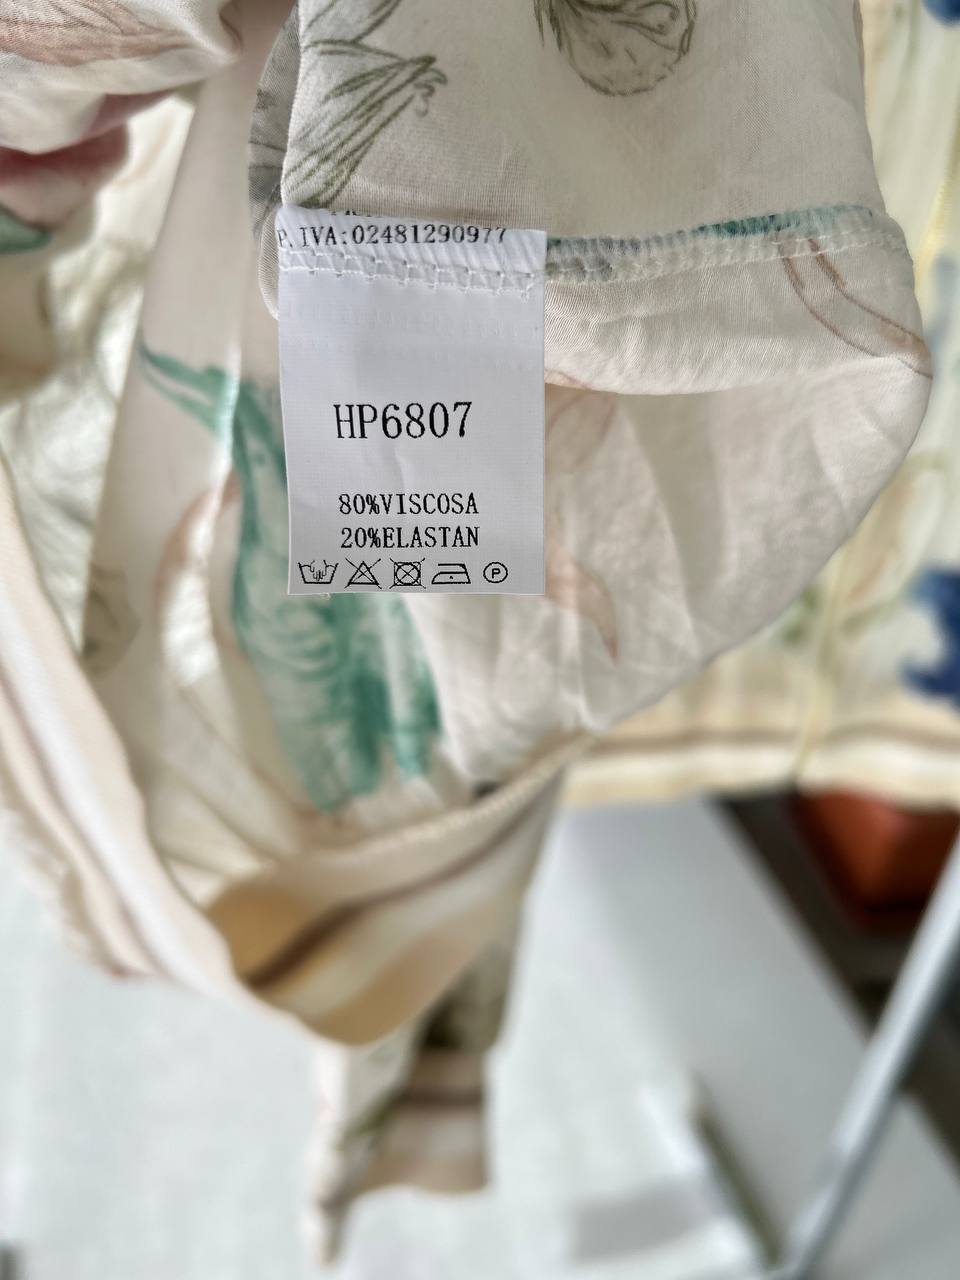 P.IVA:02481290977
HP6807
80%VISCOSA
20%ELASTAN
P